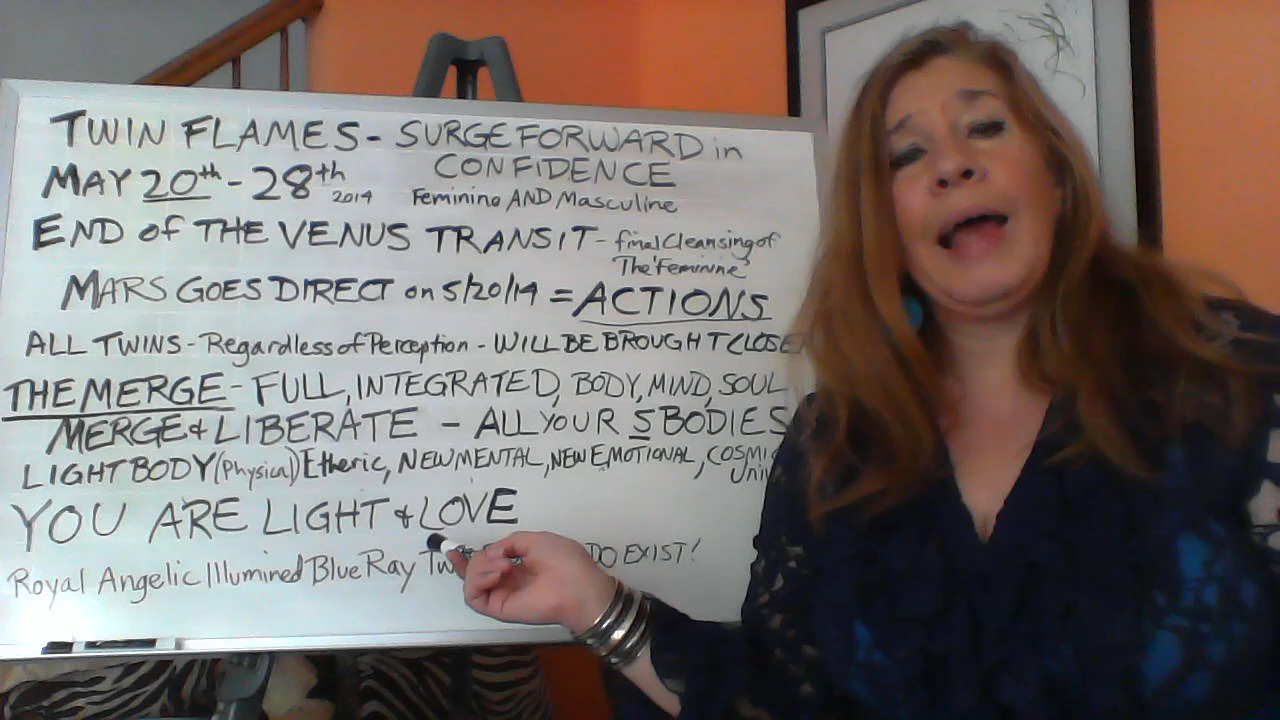 TWIN FLAMES - SURGE FORWARD in
CONFIDENCE
MAY 20th - 28th 2014
Feminine AND Masculine
END of THE VENUS TRANSIT - final Cleansing of
The 'Feminine'
MARS GOES DIRECT on 5/20/14 = ACTIONS
ALL TWINS - Regardless of Perception - WILL BE BROUGHT CLOSER
THE MERGE - FULL, INTEGRATED, BODY, MIND, SOUL
MERGE & LIBERATE - ALL YOUR 5 BODIES
LIGHT BODY (Physical) Etheric, NEW MENTAL, NEW EMOTIONAL,
YOU ARE LIGHT & LOVE
Royal Angelic Illumined Blue Ray DO EXIST!